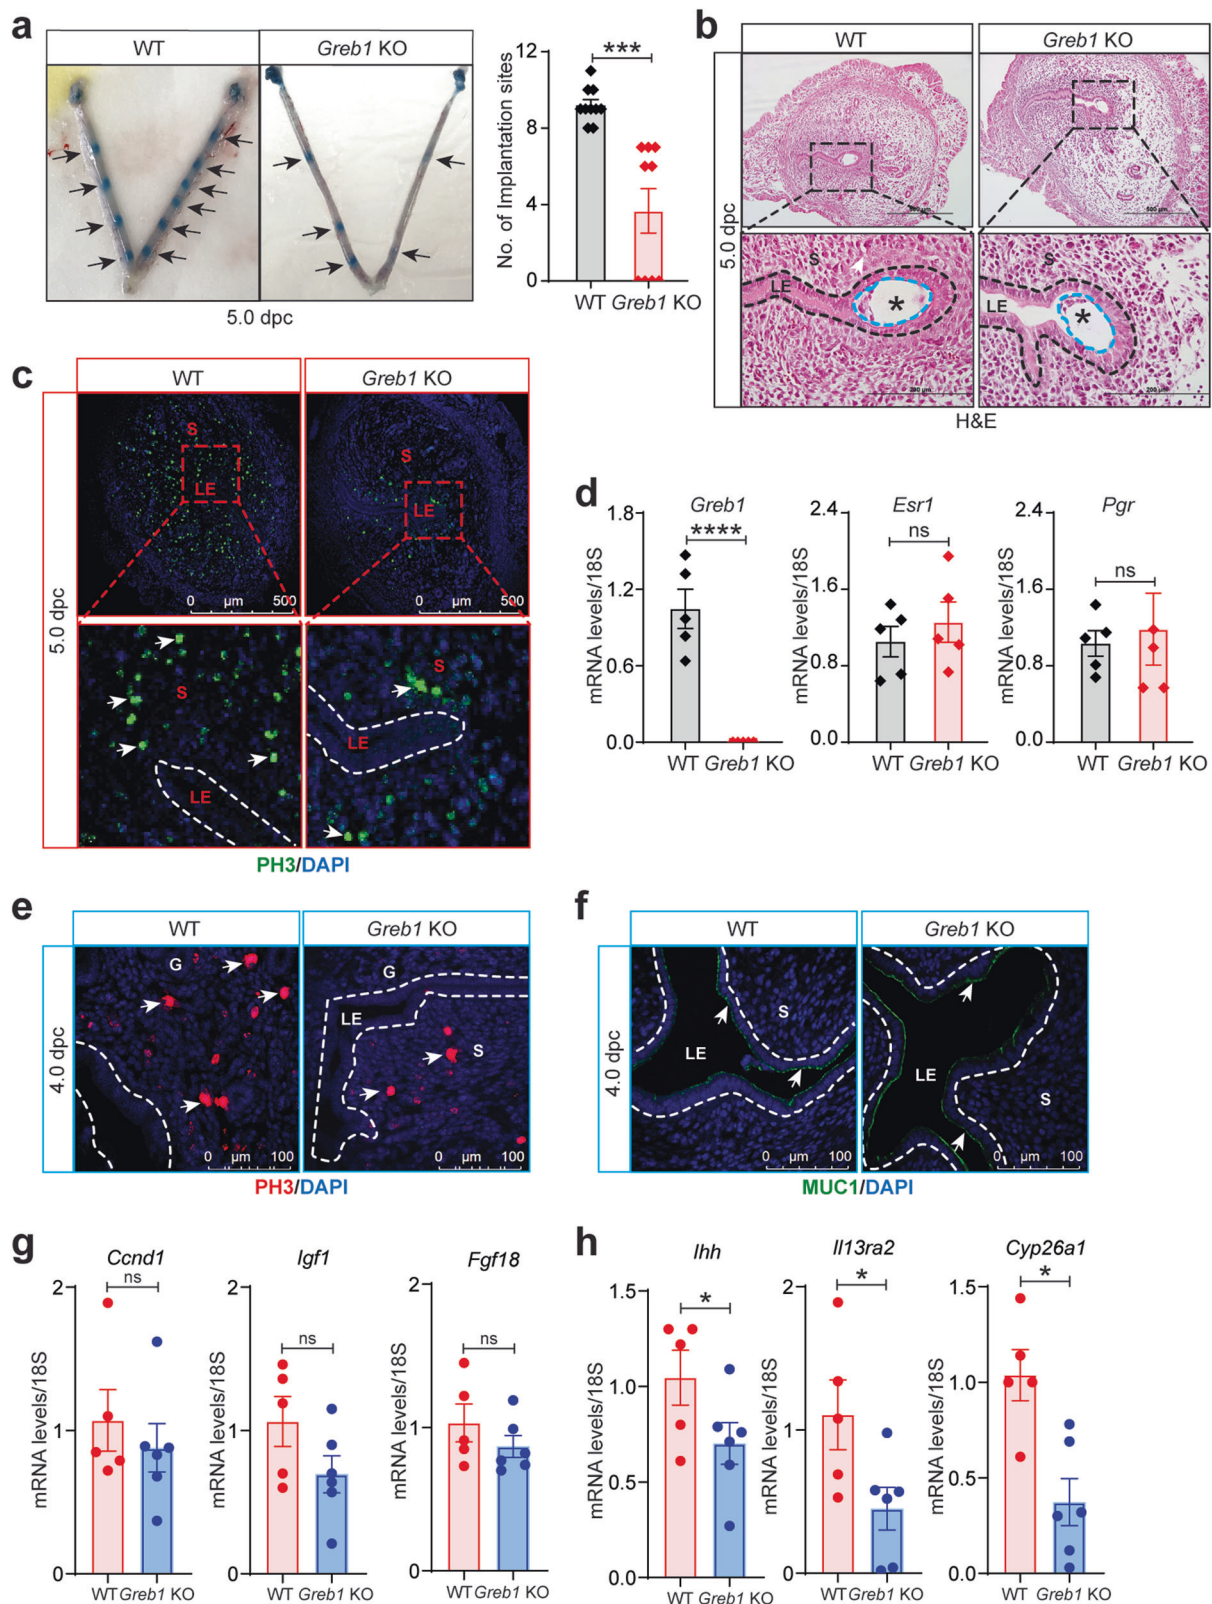 a
WT
Greb1 KO
5.0 dpc
No. of Implantation sites
12
8
4
0
***
WT Greb1 KO
b
WT
Greb1 KO
5.0 dpc
500 µm
S
LE
*
200 µm
S
LE
*
200 µm
H&E
c
WT
Greb1 KO
5.0 dpc
S
LE
0 µm 500
S
LE
0 µm 500
S
LE
S
LE
PH3/DAPI
d
Greb1
mRNA levels/18S
1.8
1.2
0.6
0.0
****
WT Greb1 KO
Esr1
mRNA levels/18S
2.4
1.6
0.8
0.0
ns
WT Greb1 KO
Pgr
mRNA levels/18S
2.4
1.6
0.8
0.0
ns
WT Greb1 KO
e
WT
Greb1 KO
4.0 dpc
G
0 µm 100
G
LE
S
0 µm 100
PH3/DAPI
f
WT
Greb1 KO
4.0 dpc
S
LE
0 µm 100
LE
S
0 µm 100
MUC1/DAPI
g
Ccnd1
mRNA levels/18S
2
1
0
ns
WT Greb1 KO
Igf1
mRNA levels/18S
2
1
0
ns
WT Greb1 KO
Fgf18
mRNA levels/18S
2
1
0
ns
WT Greb1 KO
h
Ihh
mRNA levels/18S
1.5
1.0
0.5
0.0
*
WT Greb1 KO
Il13ra2
2
1
0
*
WT Greb1 KO
Cyp26a1
1.5
1.0
0.5
0.0
*
WT Greb1 KO